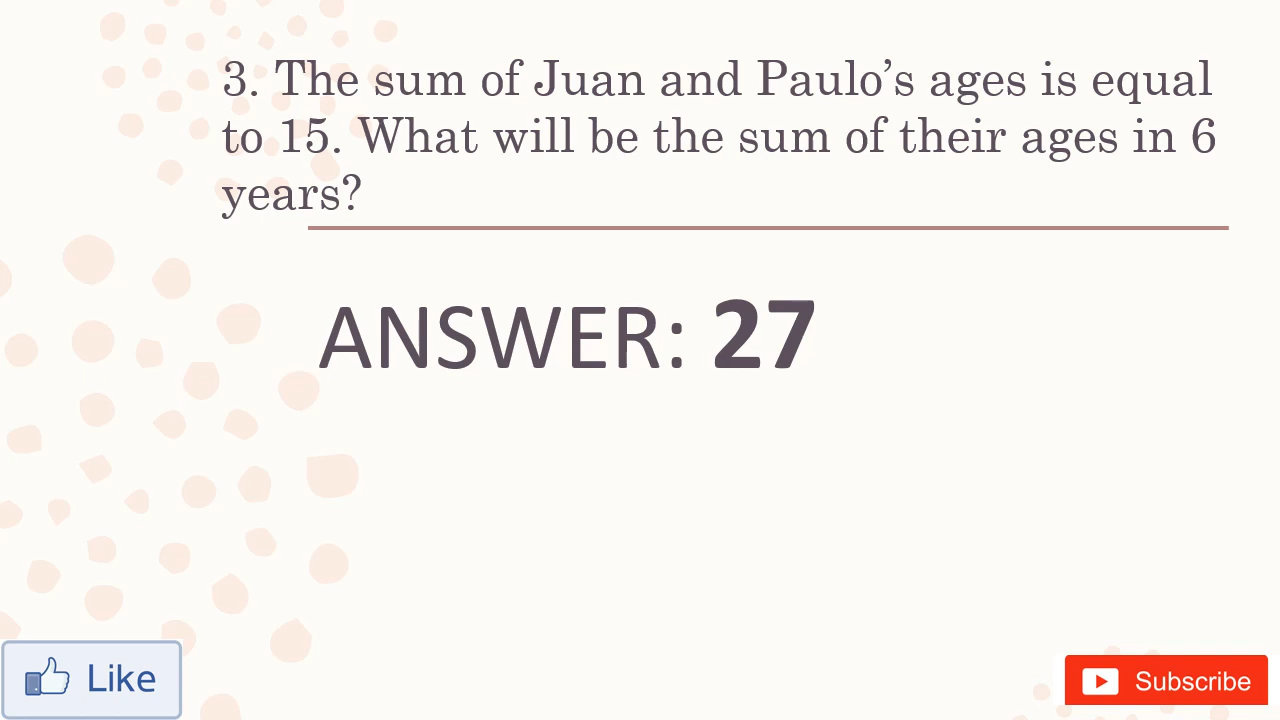 3. The sum of Juan and Paulo’s ages is equal
to 15. What will be the sum of their ages in 6
years?
ANSWER: 27
Like
Subscribe